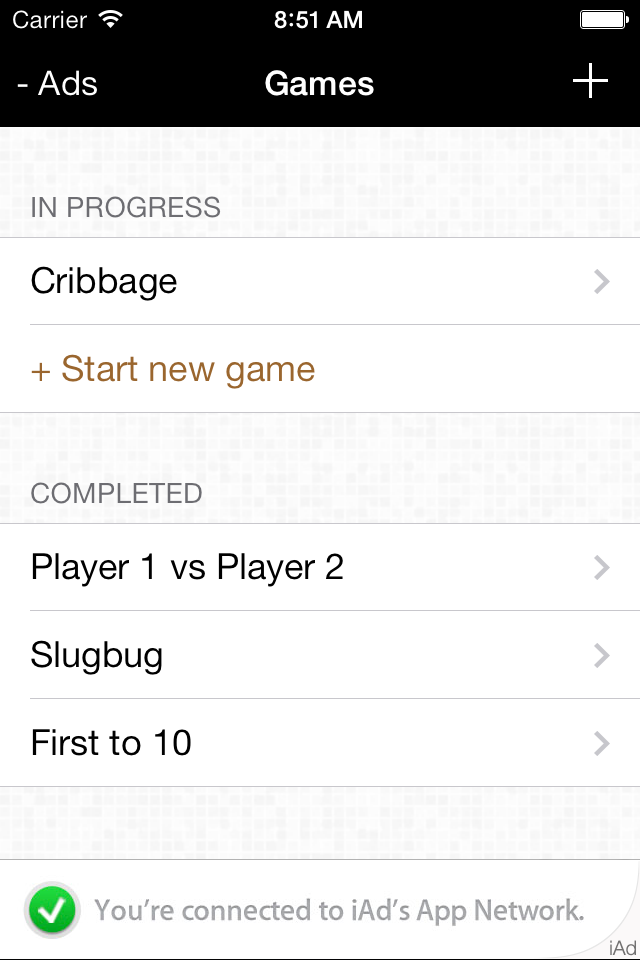 Carrier 8:51 AM
- Ads Games +
IN PROGRESS
Cribbage
+ Start new game
COMPLETED
Player 1 vs Player 2
Slugbug
First to 10
You're connected to iAd's App Network.
iAd